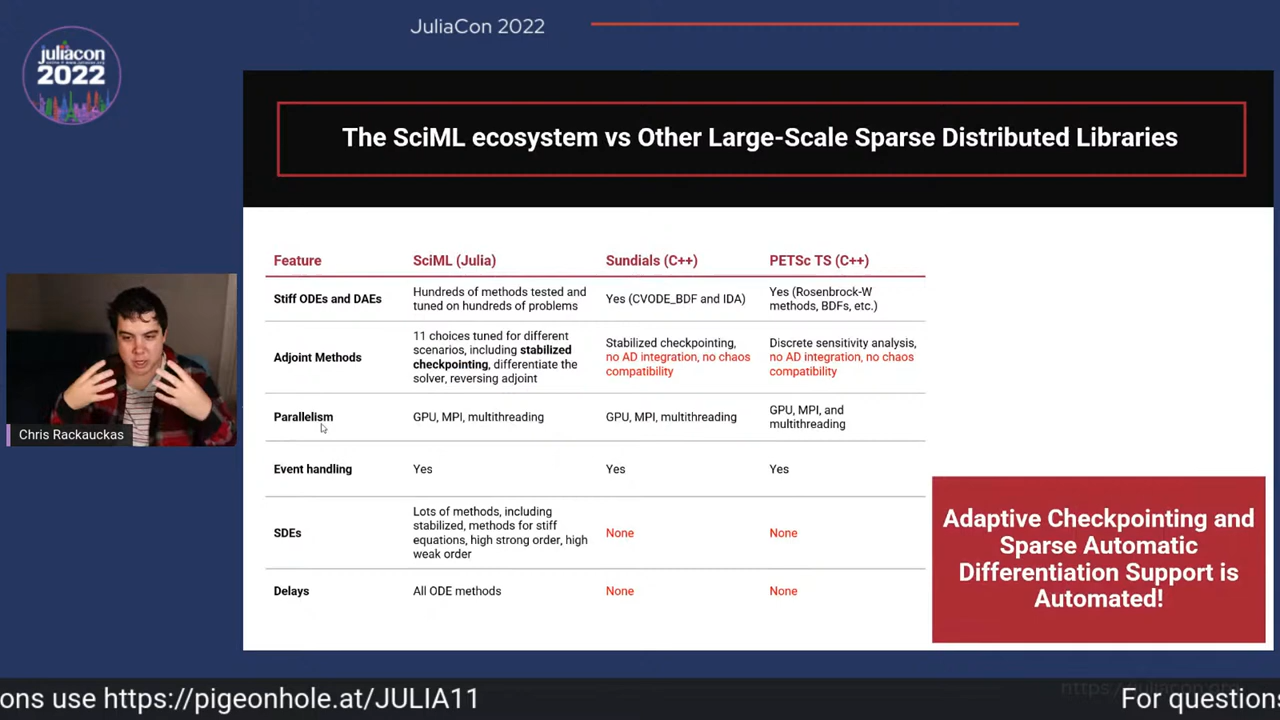 JuliaCon 2022
juliacon
2022
The SciML ecosystem vs Other Large-Scale Sparse Distributed Libraries
Feature SciML (Julia) Sundials (C++) PETSc TS (C++)
Stiff ODEs and DAEs
Hundreds of methods tested and
tuned on hundreds of problems
Yes (CVODE_BDF and IDA)
Yes (Rosenbrock-W
methods, BDFs, etc.)
Adjoint Methods
11 choices tuned for different
scenarios, including stabilized
checkpointing, differentiate the
solver, reversing adjoint
Stabilized checkpointing,
no AD integration, no chaos
compatibility
Discrete sensitivity analysis,
no AD integration, no chaos
compatibility
Parallelism
GPU, MPI, multithreading
GPU, MPI, multithreading
GPU, MPI, and
multithreading
Event handling Yes Yes Yes
SDEs
Lots of methods, including
stabilized, methods for stiff
equations, high strong order, high
weak order
None
None
Delays All ODE methods None None
Adaptive Checkpointing and
Sparse Automatic
Differentiation Support is
Automated!
Chris Rackauckas
ons use https://pigeonhole.at/JULIA11
For questions
https://juliacon.org